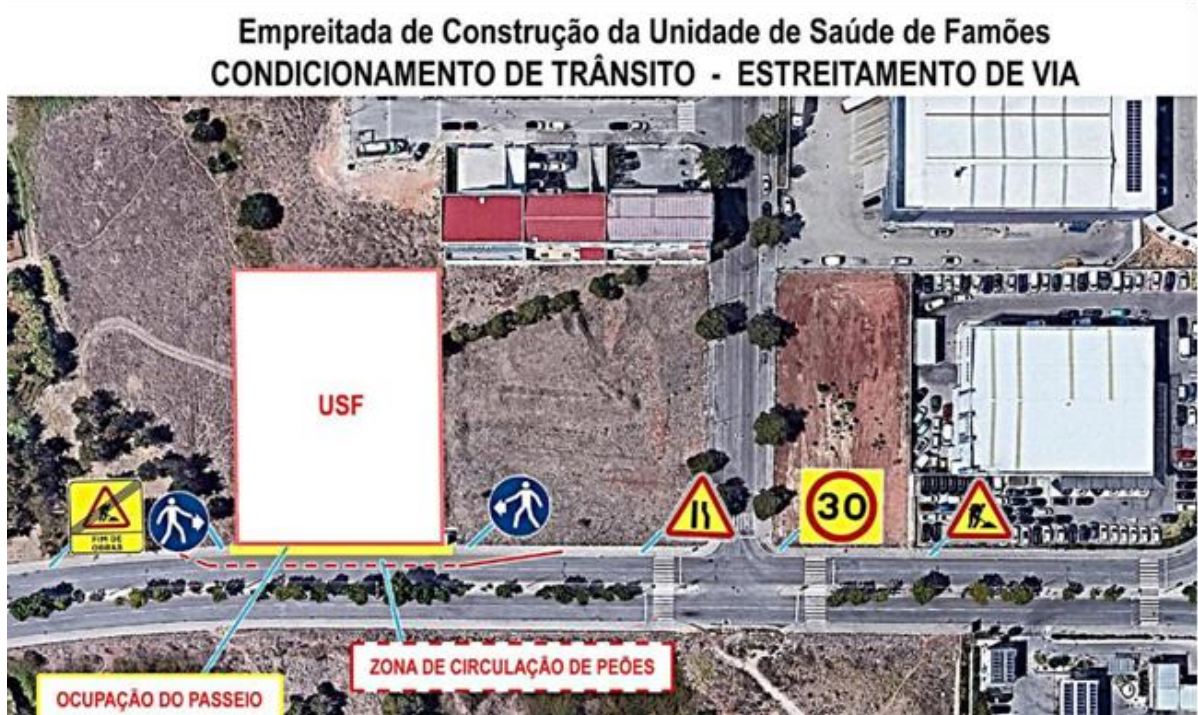 Empreitada de Construção da Unidade de Saúde de Famões
CONDICIONAMENTO DE TRÂNSITO - ESTREITAMENTO DE VIA
USF
FIM DE
OBRAS
30
ZONA DE CIRCULAÇÃO DE PEÕES
OCUPAÇÃO DO PASSEIO